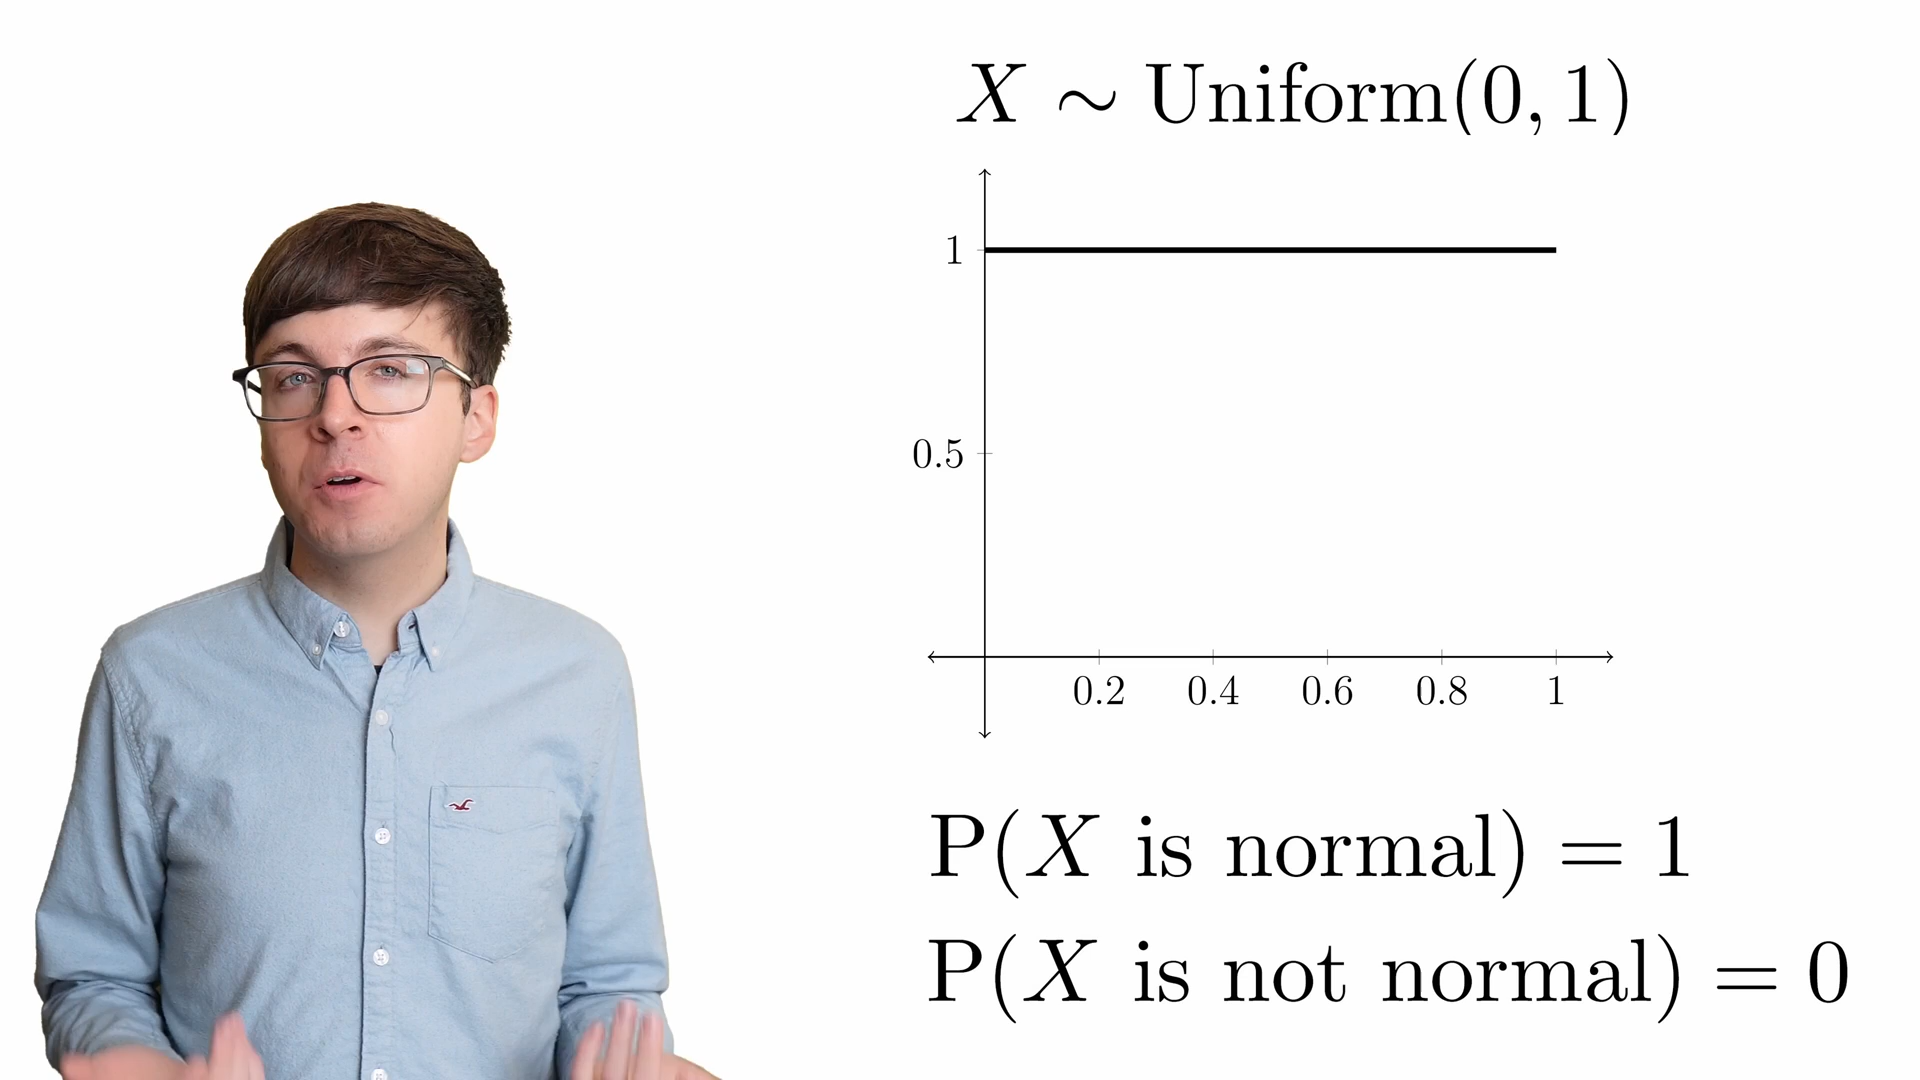 X ∼ Uniform(0, 1)
1
0.5
0.2 0.4 0.6 0.8 1
P(X is normal) = 1
P(X is not normal) = 0